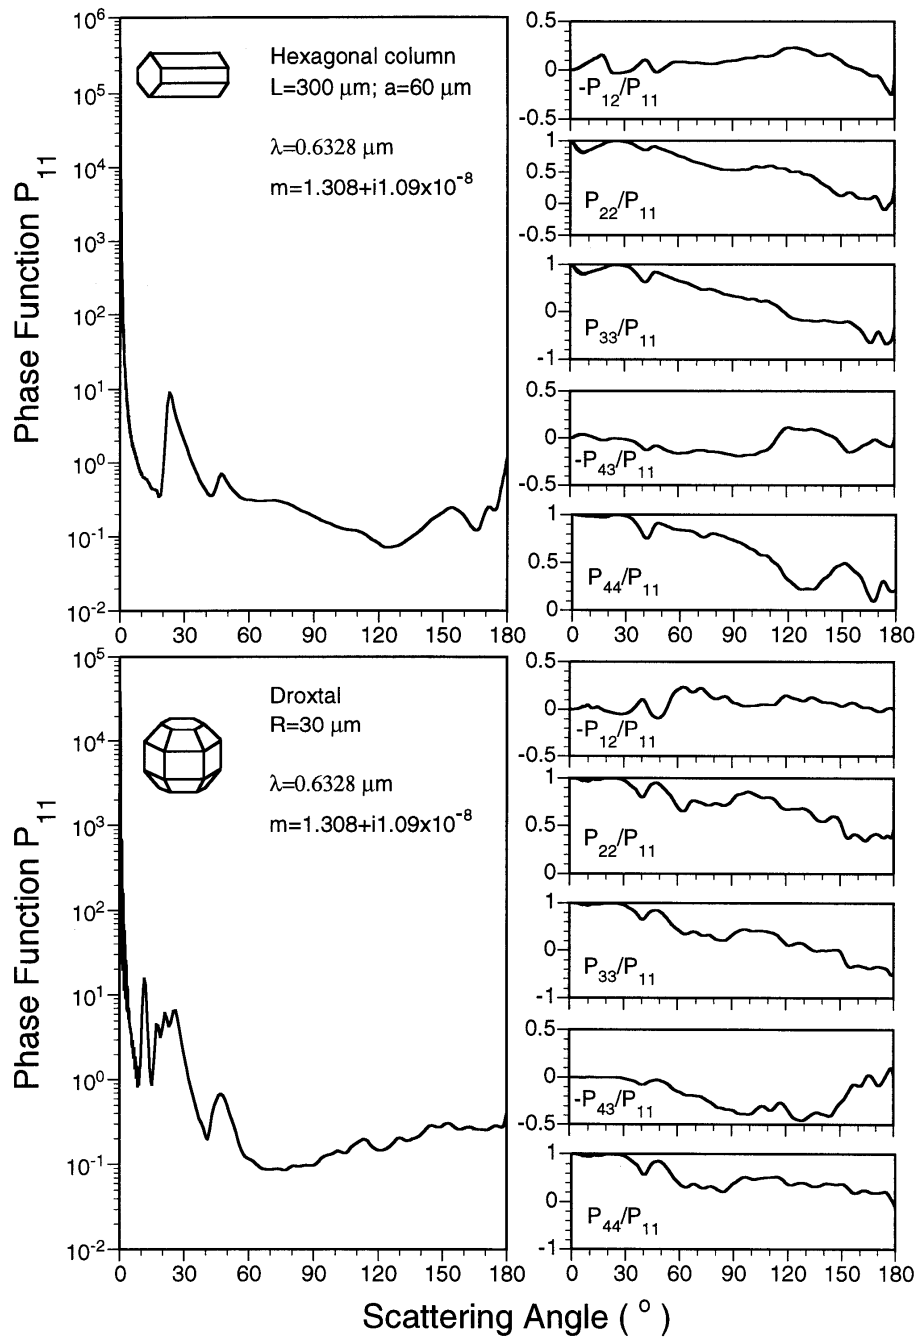 Phase Function P11
10^6
10^5
10^4
10^3
10^2
10^1
10^0
10^-1
10^-2
Hexagonal column
L=300 μm; a=60 μm
λ=0.6328 μm
m=1.308+i1.09x10^-8
0 30 60 90 120 150 180
0.5
0
-0.5
-P12/P11
1
0.5
0
-0.5
P22/P11
1
0
-1
P33/P11
0.5
0
-0.5
-P43/P11
1
0.5
0
P44/P11
0 30 60 90 120 150 180
Phase Function P11
10^5
10^4
10^3
10^2
10^1
10^0
10^-1
10^-2
Droxtal
R=30 μm
λ=0.6328 μm
m=1.308+i1.09x10^-8
0 30 60 90 120 150 180
0.5
0
-0.5
-P12/P11
1
0.5
0
P22/P11
1
0
-1
P33/P11
0.5
0
-0.5
-P43/P11
1
0
-1
P44/P11
0 30 60 90 120 150 180
Scattering Angle ( ° )